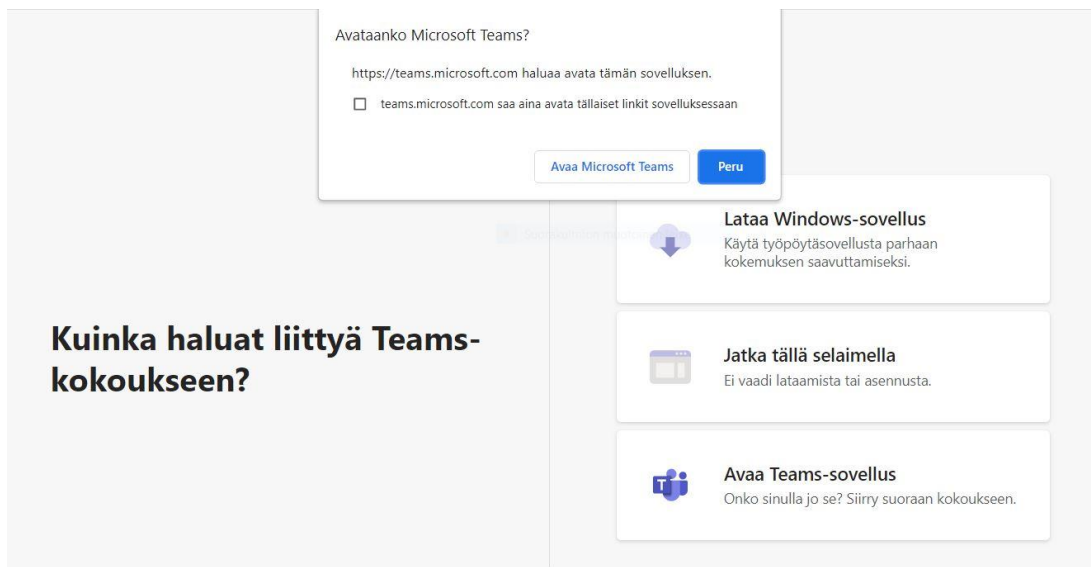 Avataanko Microsoft Teams?
https://teams.microsoft.com haluaa avata tämän sovelluksen.
teams.microsoft.com saa aina avata tällaiset linkit sovelluksessaan
Avaa Microsoft Teams
Peru
Kuinka haluat liittyä Teams-
kokoukseen?
Lataa Windows-sovellus
Käytä työpöytäsovellusta parhaan
kokemuksen saavuttamiseksi.
Jatka tällä selaimella
Ei vaadi lataamista tai asennusta.
Avaa Teams-sovellus
Onko sinulla jo se? Siirry suoraan kokoukseen.